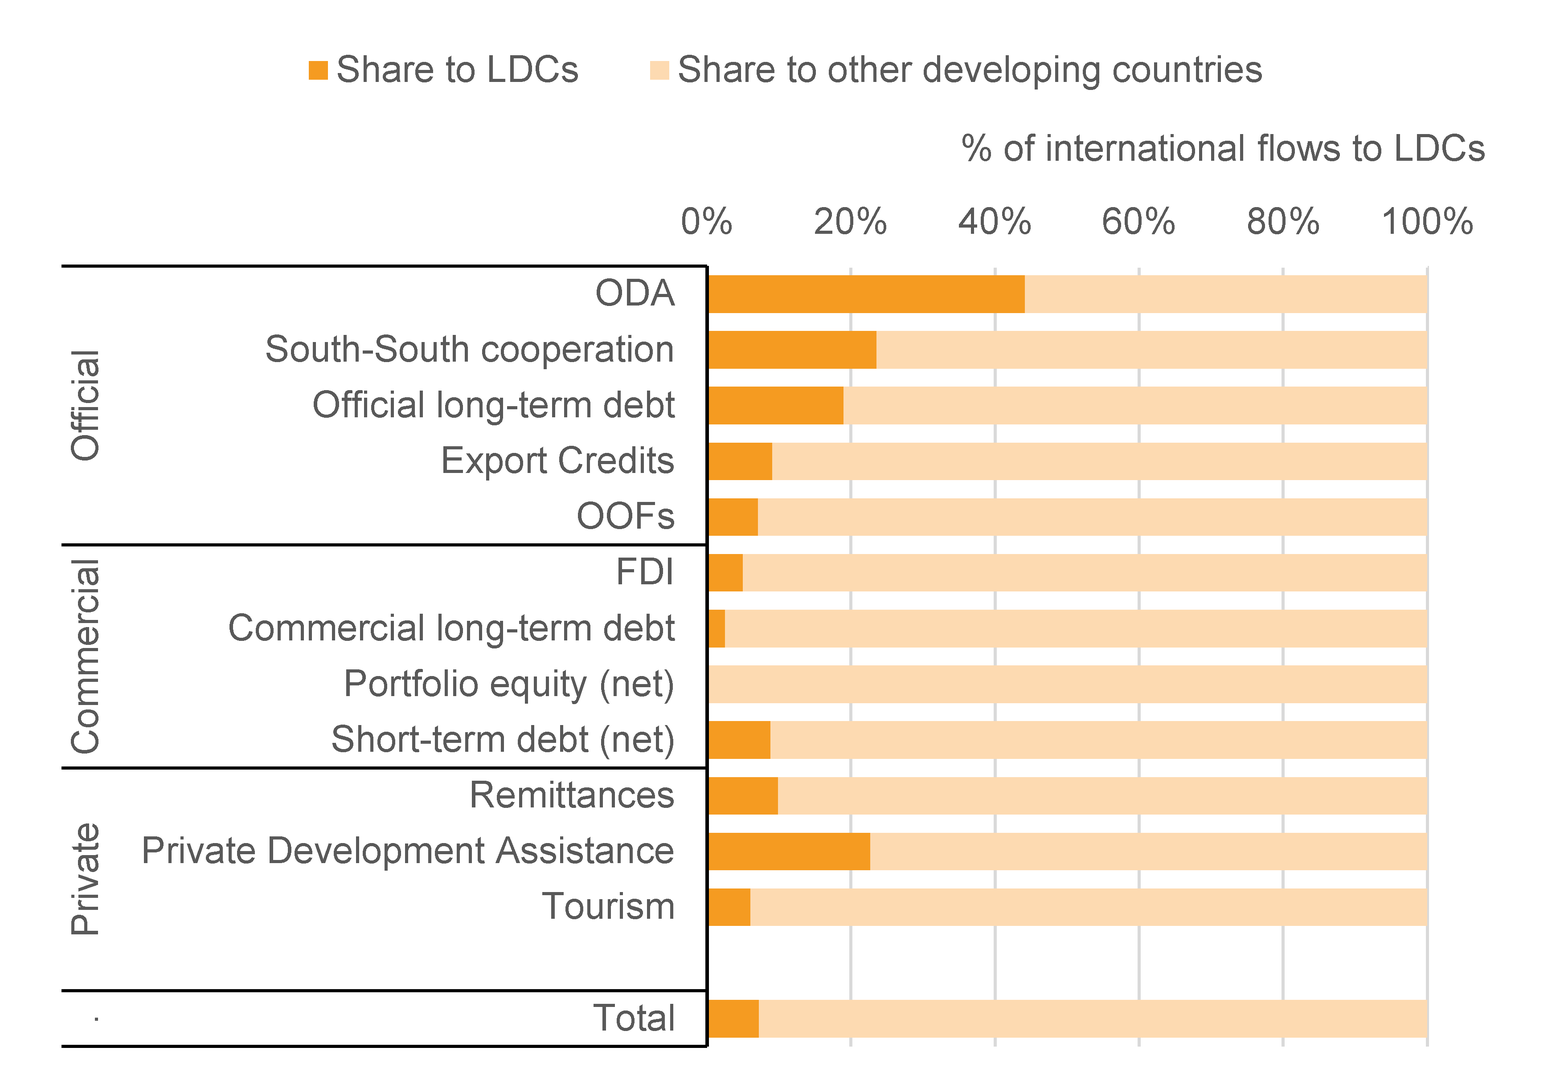 Share to LDCs
Share to other developing countries
% of international flows to LDCs
0% 20% 40% 60% 80% 100%
Official
ODA
South-South cooperation
Official long-term debt
Export Credits
OOFs
Commercial
FDI
Commercial long-term debt
Portfolio equity (net)
Short-term debt (net)
Private
Remittances
Private Development Assistance
Tourism
.
Total